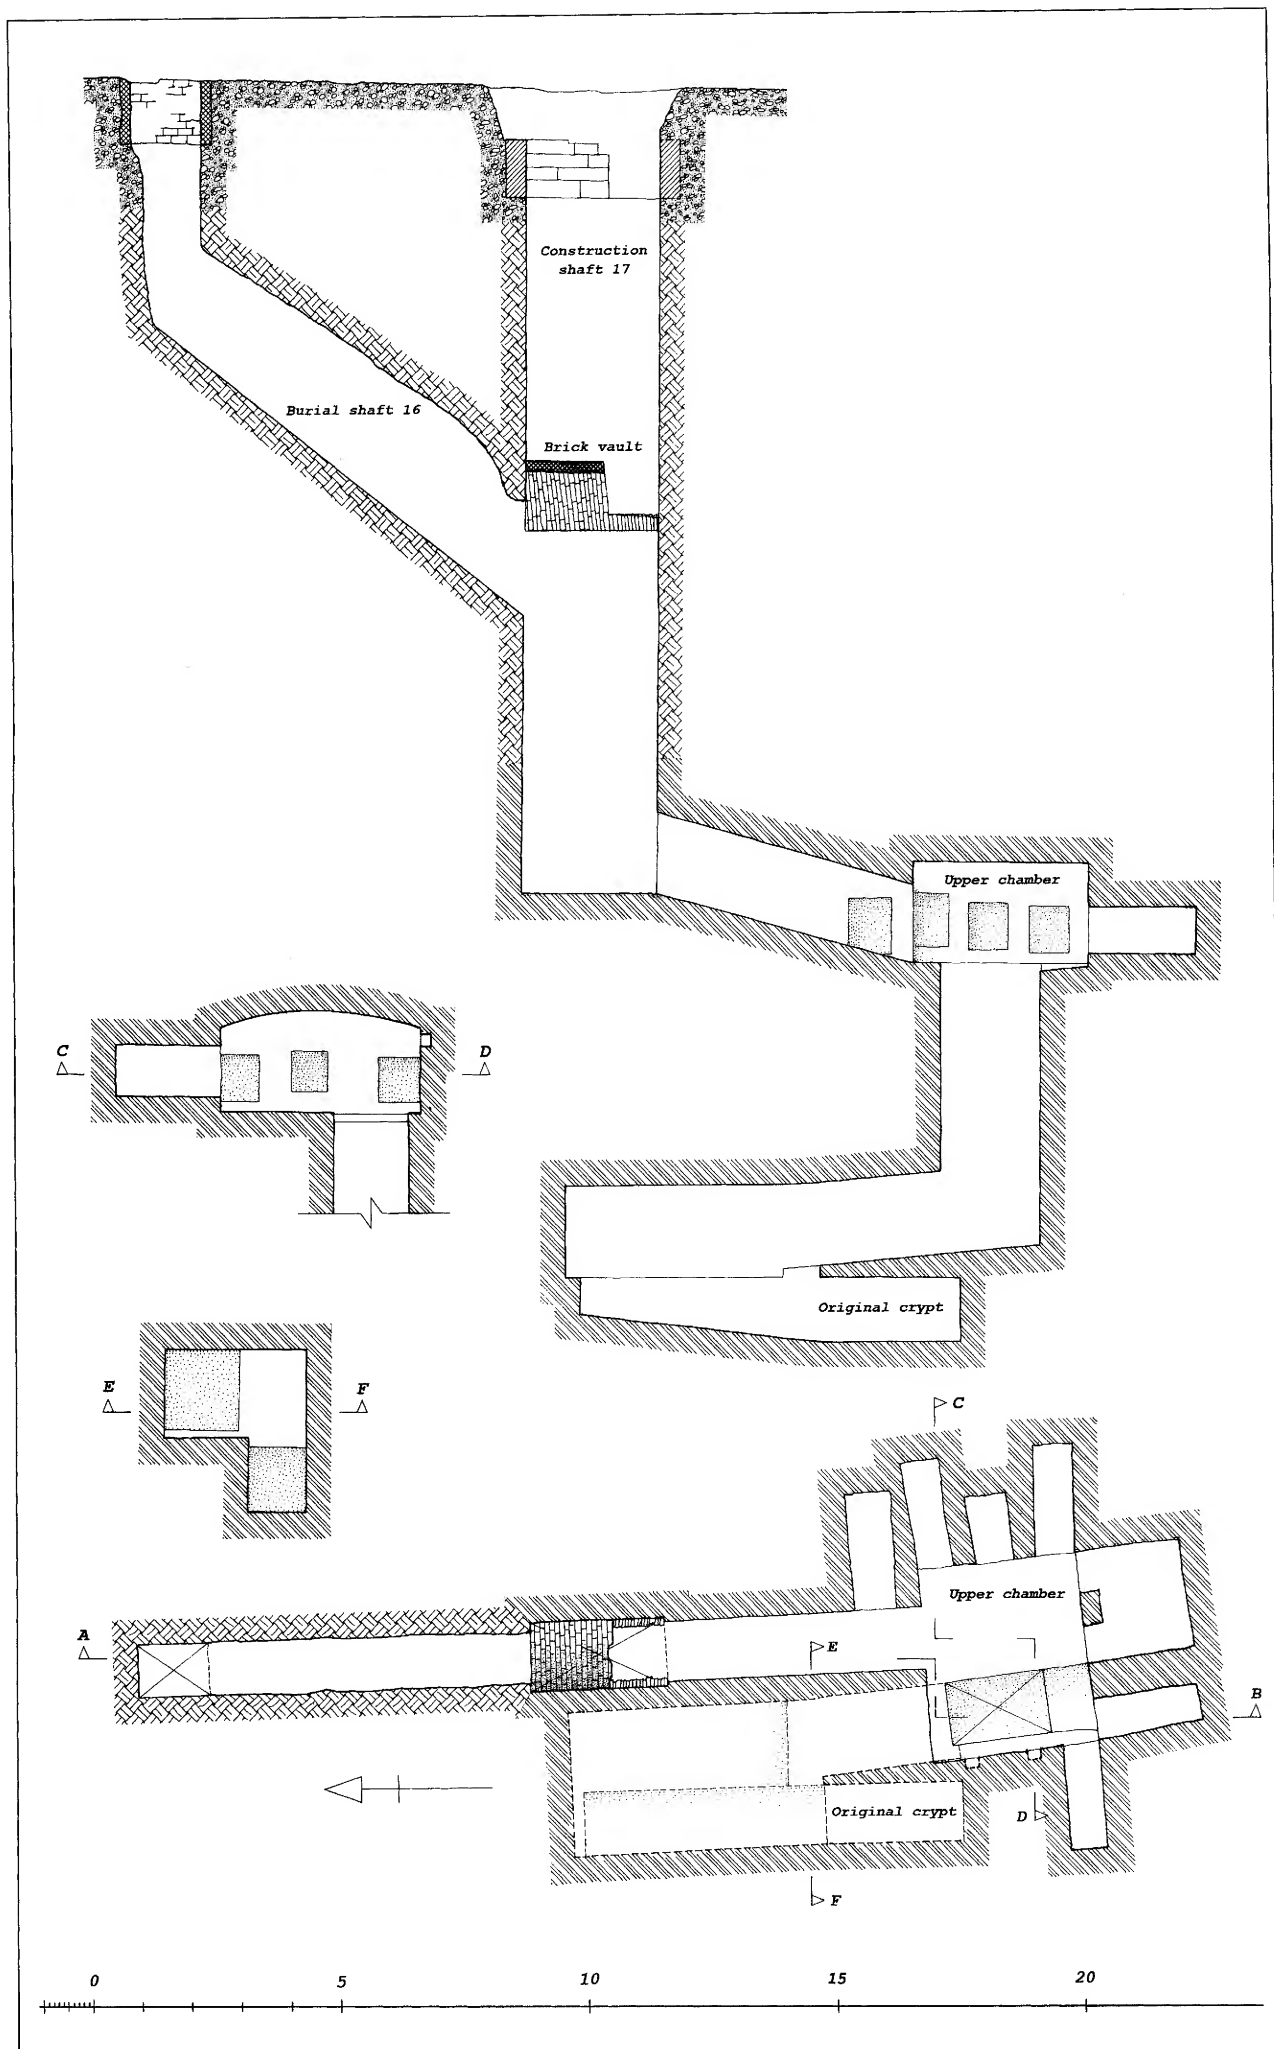 Construction
shaft 17
Burial shaft 16
Brick vault
Upper chamber
C
D
Original crypt
E
F
C
Upper chamber
A
E
B
Original crypt
D
F
0 5 10 15 20